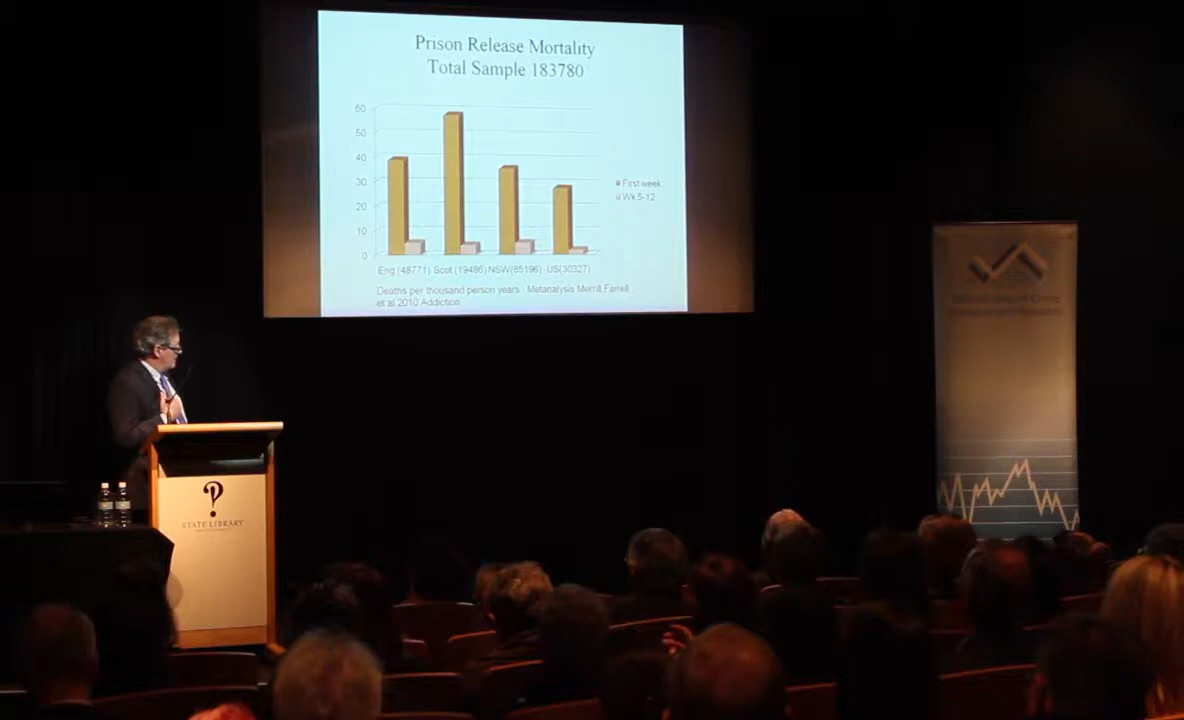 Prison Release Mortality
Total Sample 183780
60
50
40
30
20
10
0
First week
Wk 5-12
Eng (48771) Scot (19486) NSW(85196) US(30327)
Deaths per thousand person years Metanalysis Merrill,Farrell
et al 2010 Addiction
STATE LIBRARY